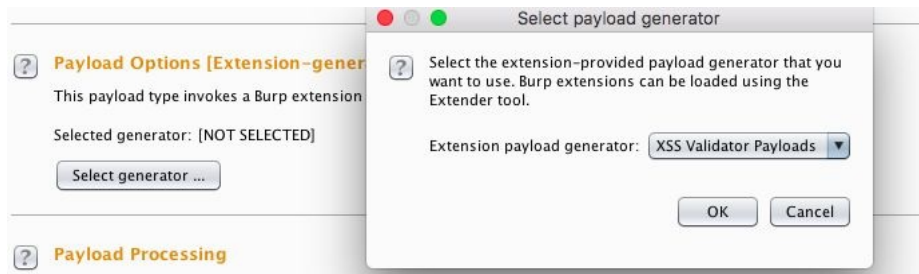 Select payload generator
Payload Options [Extension-gener
This payload type invokes a Burp extension
Selected generator: [NOT SELECTED]
Select generator ...
Select the extension-provided payload generator that you
want to use. Burp extensions can be loaded using the
Extender tool.
Extension payload generator: XSS Validator Payloads
OK Cancel
Payload Processing